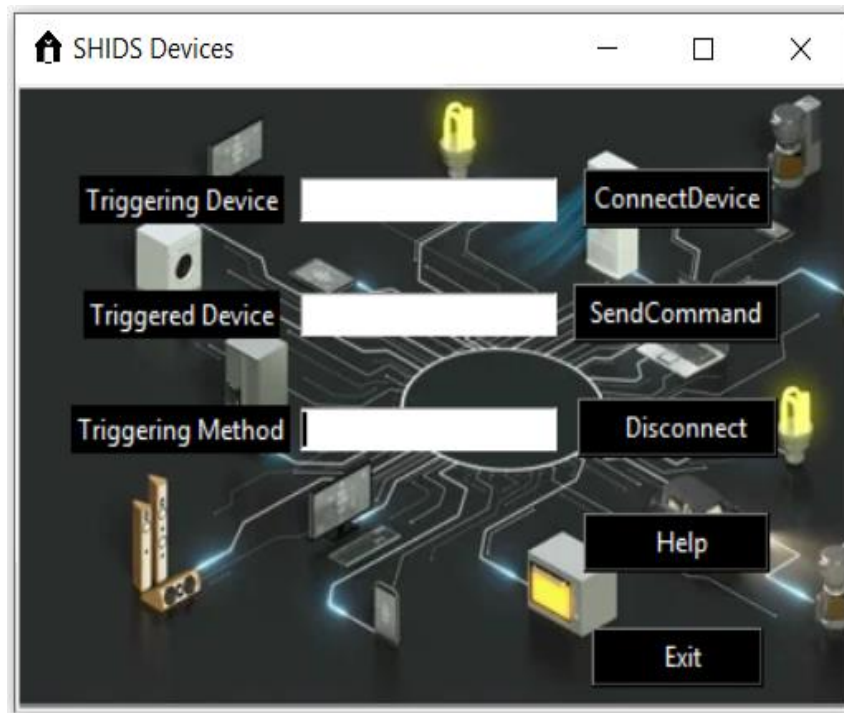 SHIDS Devices
Triggering Device
ConnectDevice
Triggered Device
SendCommand
Triggering Method
Disconnect
Help
Exit